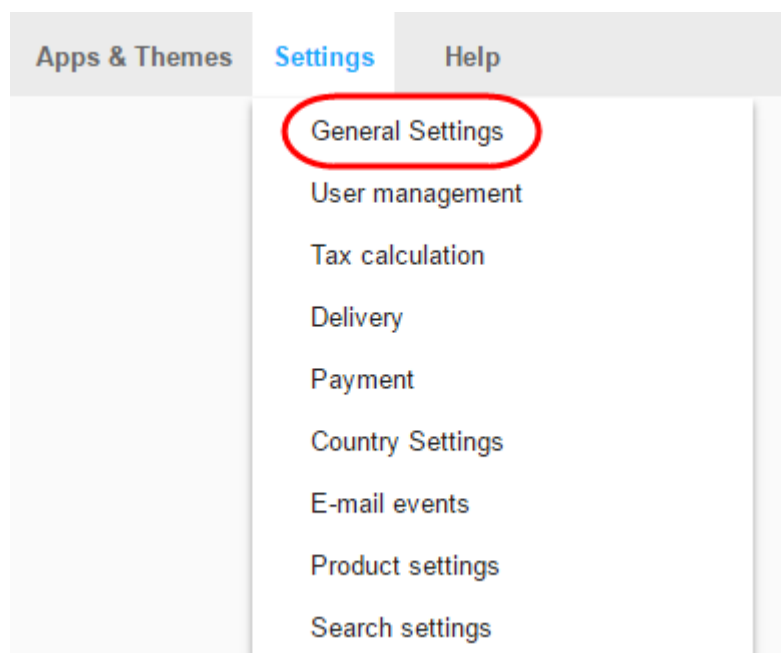 Apps & Themes Settings Help
General Settings
User management
Tax calculation
Delivery
Payment
Country Settings
E-mail events
Product settings
Search settings